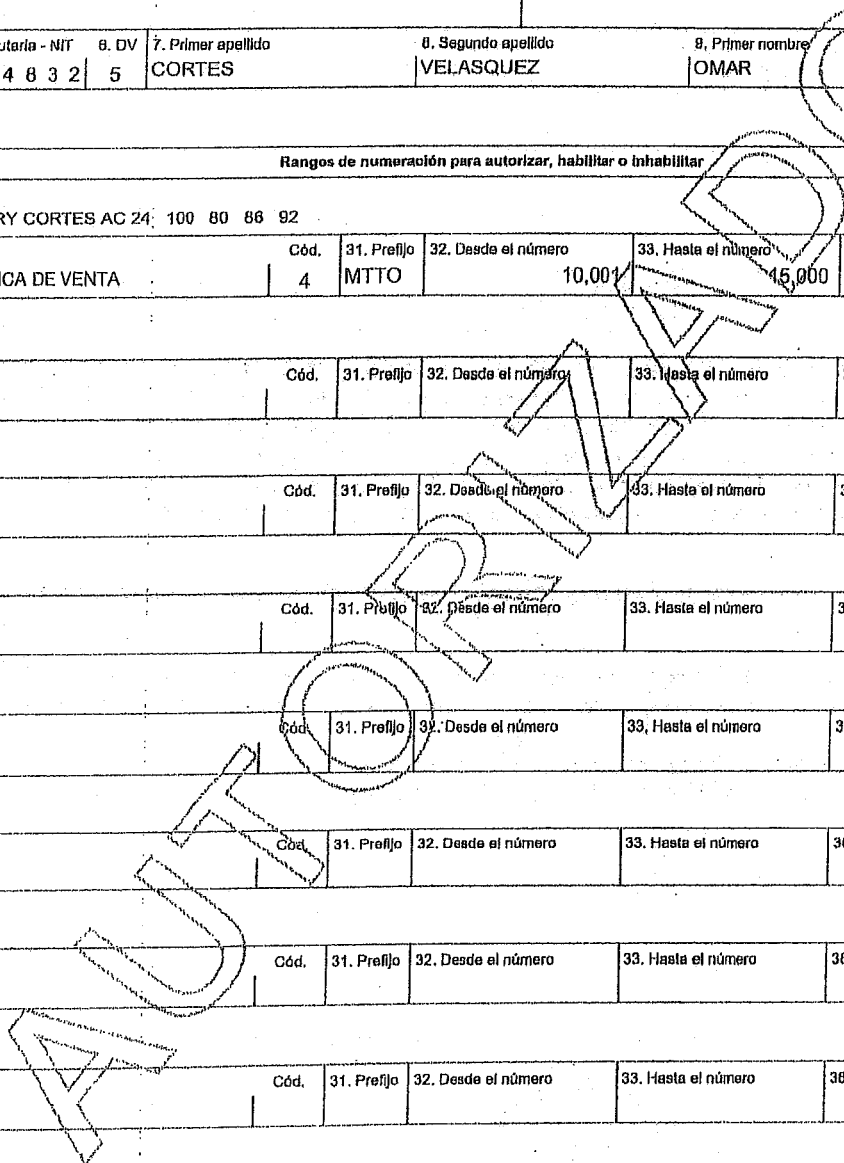 utaria - NIT 6. DV 7. Primer apellido 8. Segundo apellido 9. Primer nombre
4 8 3 2 5 CORTES VELASQUEZ OMAR
Rangos de numeración para autorizar, habilitar o inhabilitar
RY CORTES AC 24 100 80 86 92
Cód. 31. Prefijo 32. Desde el número 33. Hasta el número
ICA DE VENTA 4 MTTO 10,001 15,000
Cód. 31. Prefijo 32. Desde el número 33. Hasta el número
Cód. 31. Prefijo 32. Desde el número 33. Hasta el número 3
Cód. 31. Prefijo 32. Desde el número 33. Hasta el número 3
Cód. 31. Prefijo 32. Desde el número 33. Hasta el número 3
Cód. 31. Prefijo 32. Desde el número 33. Hasta el número 36
Cód. 31. Prefijo 32. Desde el número 33. Hasta el número 36
Cód. 31. Prefijo 32. Desde el número 33. Hasta el número 36
AUTORIZADO